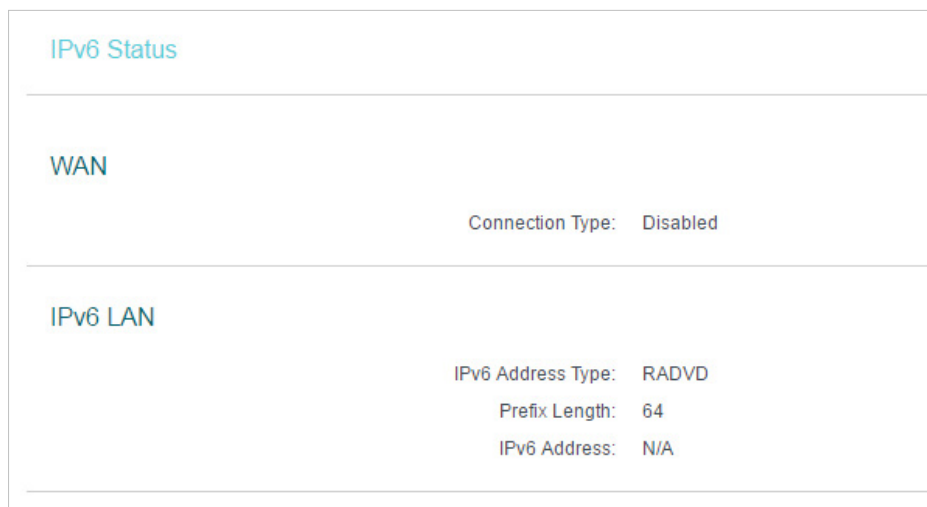 IPv6 Status
WAN
Connection Type: Disabled
IPv6 LAN
IPv6 Address Type: RADVD
Prefix Length: 64
IPv6 Address: N/A